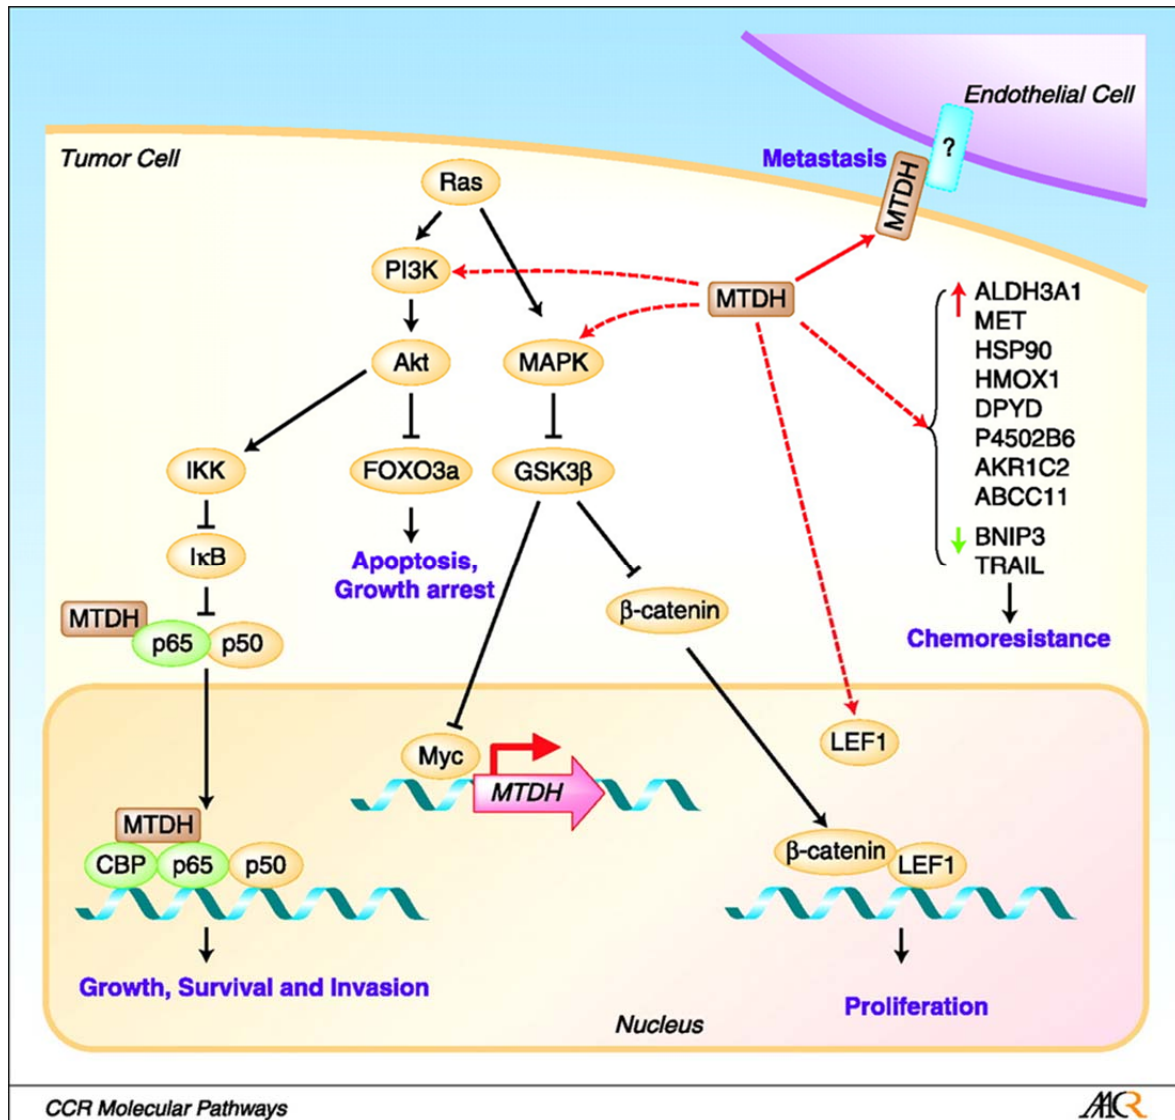 Endothelial Cell
Tumor Cell
Metastasis
?
MTDH
Ras
PI3K
MTDH
ALDH3A1
MET
HSP90
HMOX1
DPYD
P4502B6
AKR1C2
ABCC11
BNIP3
TRAIL
Chemoresistance
Akt
MAPK
IKK
FOXO3a
GSK3β
IκB
Apoptosis,
Growth arrest
β-catenin
MTDH
p65
p50
LEF1
Myc
MTDH
MTDH
CBP
p65
p50
β-catenin
LEF1
Growth, Survival and Invasion
Proliferation
Nucleus
CCR Molecular Pathways
AACR